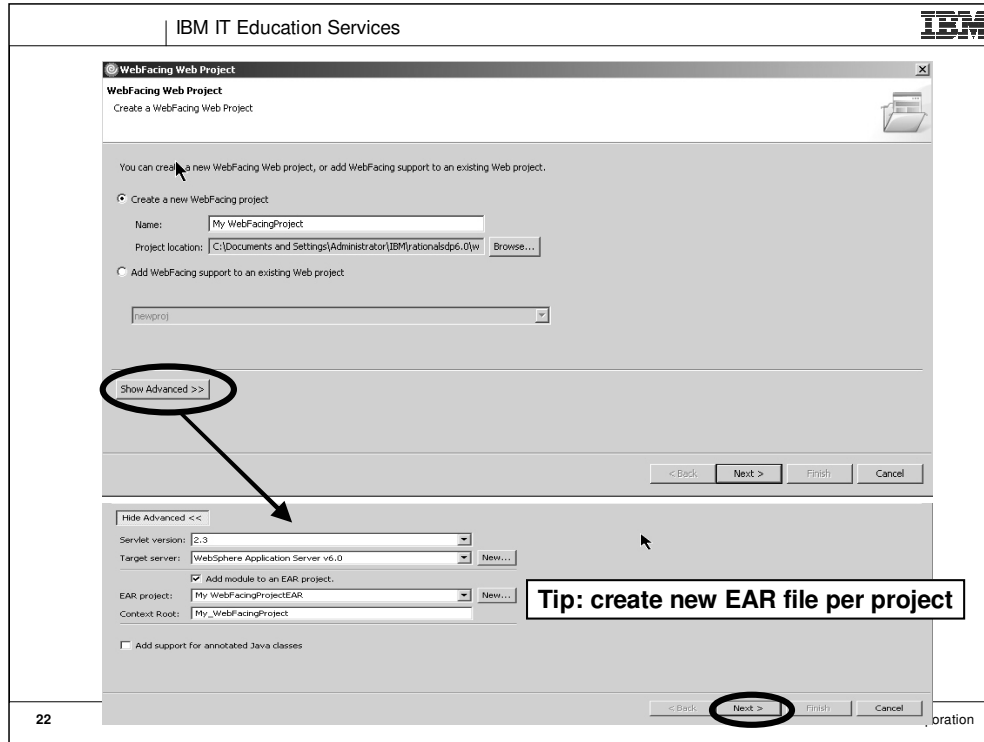 IBM IT Education Services
IBM
WebFacing Web Project
WebFacing Web Project
Create a WebFacing Web Project
You can create a new WebFacing Web project, or add WebFacing support to an existing Web project.
Create a new WebFacing project
Name: My WebFacingProject
Project location: C:\Documents and Settings\Administrator\IBM\rationalsdp6.0\w Browse...
Add WebFacing support to an existing Web project
newproj
Show Advanced >>
< Back Next > Finish Cancel
Hide Advanced <<
Servlet version: 2.3
Target server: WebSphere Application Server v6.0 New...
Add module to an EAR project.
EAR project: My WebFacingProjectEAR New...
Context Root: My_WebFacingProject
Tip: create new EAR file per project
Add support for annotated Java classes
< Back Next > Finish Cancel
22 oration